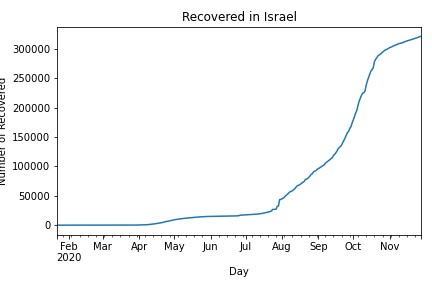 Recovered in Israel
Number of Recovered
300000
250000
200000
150000
100000
50000
0
Feb Mar Apr May Jun Jul Aug Sep Oct Nov
2020
Day